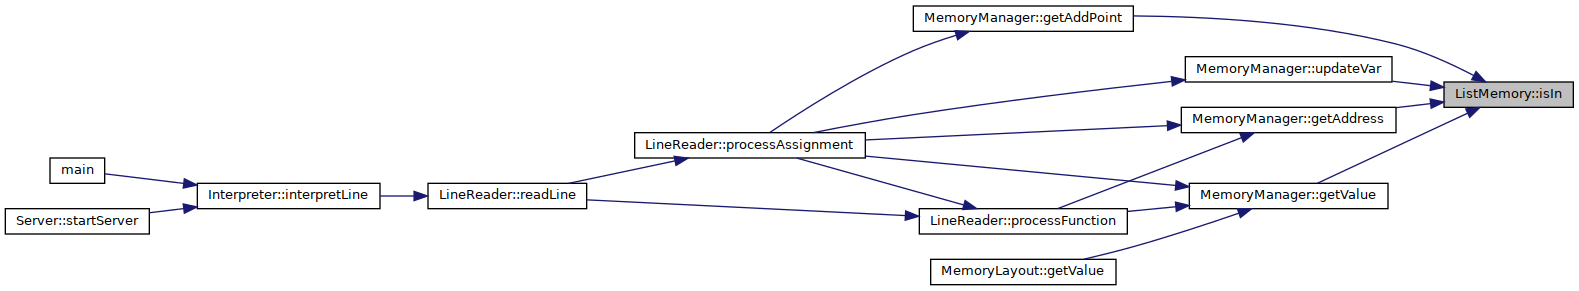 MemoryManager::getAddPoint
MemoryManager::updateVar
ListMemory::isIn
MemoryManager::getAddress
LineReader::processAssignment
main
Interpreter::interpretLine
LineReader::readLine
MemoryManager::getValue
Server::startServer
LineReader::processFunction
MemoryLayout::getValue